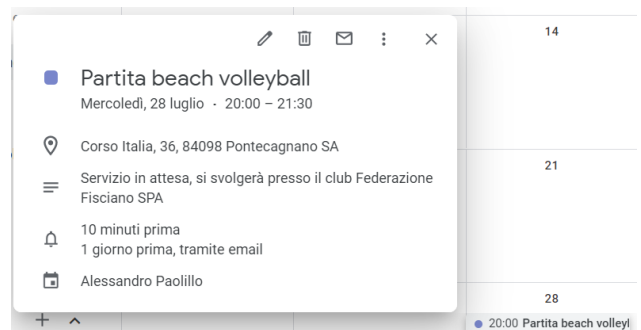 14
Partita beach volleyball
Mercoledì, 28 luglio · 20:00 – 21:30
Corso Italia, 36, 84098 Pontecagnano SA
21
Servizio in attesa, si svolgerà presso il club Federazione
Fisciano SPA
10 minuti prima
1 giorno prima, tramite email
Alessandro Paolillo
28
20:00 Partita beach volleyl